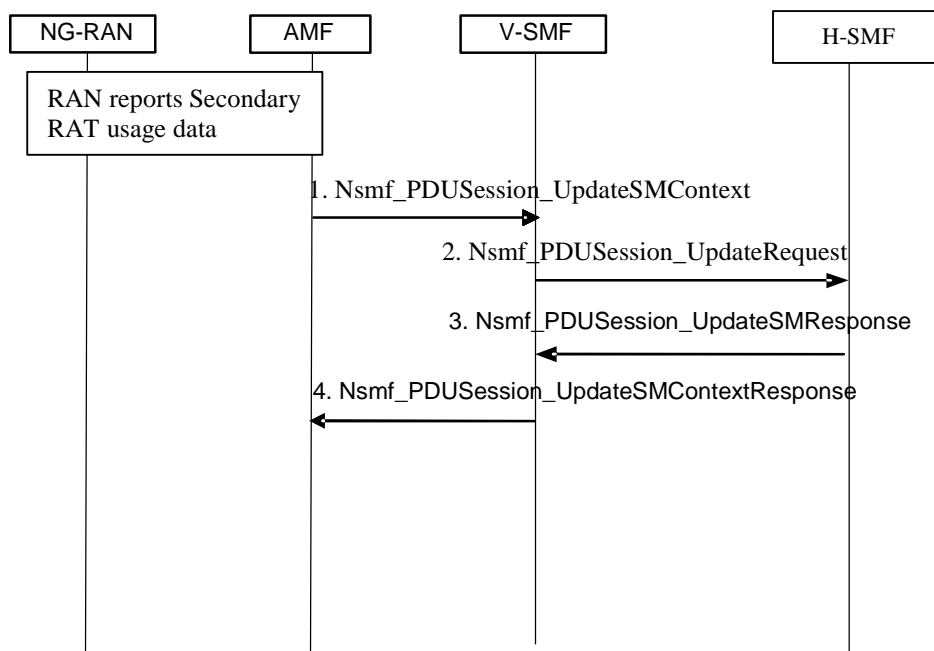 NG-RAN
AMF
V-SMF
H-SMF
RAN reports Secondary
RAT usage data
1. Nsmf_PDUSession_UpdateSMContext
2. Nsmf_PDUSession_UpdateRequest
3. Nsmf_PDUSession_UpdateSMResponse
4. Nsmf_PDUSession_UpdateSMContextResponse